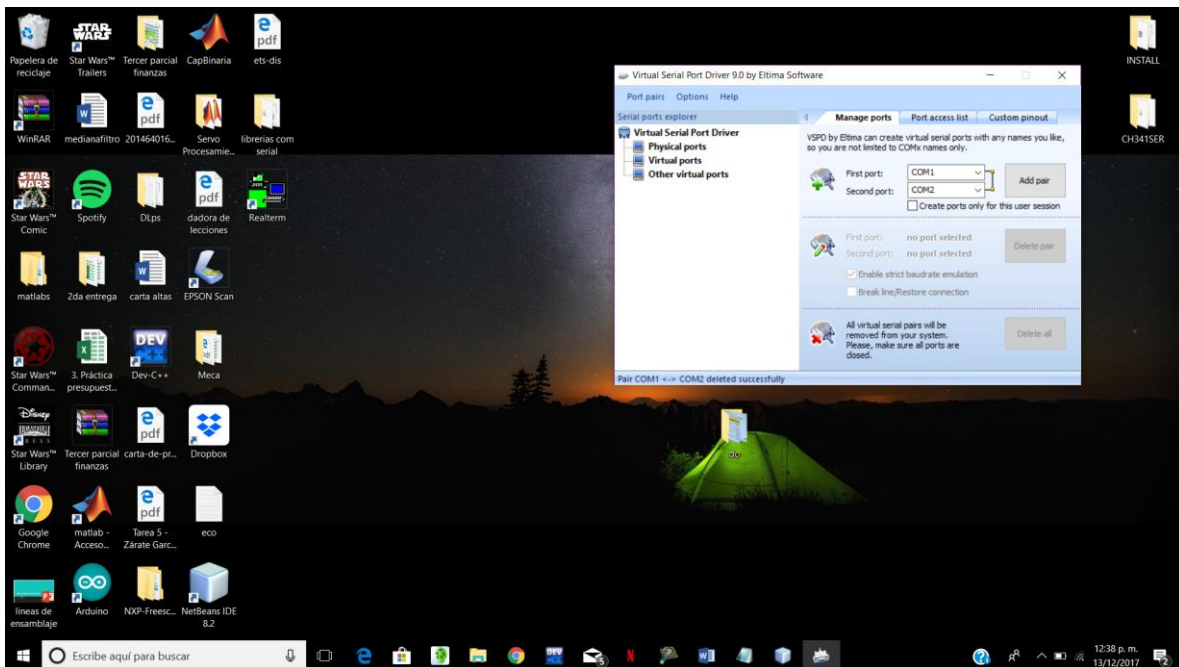 Papelera de
reciclaje
Star Wars™
Trailers
Tercer parcial
finanzas
CapBinaria
pdf
ets-dis
INSTALL
WinRAR
medianafiltro
pdf
201464016...
Servo
Procesamie...
librerias com
serial
CH341SER
STAR
WARS
Star Wars™
Comic
Spotify
DLps
pdf
dadora de
lecciones
Realterm
matlabs
2da entrega
carta altas
EPSON Scan
Star Wars™
Comman...
3. Práctica
presupuest...
DEV
Dev-C++
Meca
Disney
Star Wars™
Library
Tercer parcial
finanzas
pdf
carta-de-pr...
Dropbox
Google
Chrome
matlab -
Acceso...
pdf
Tarea 5 -
Zárate Garc...
eco
lineas de
ensamblaje
Arduino
NXP-Freesc...
NetBeans IDE
8.2
do
Virtual Serial Port Driver 9.0 by Eltima Software
Port pairs Options Help
Serial ports explorer
Virtual Serial Port Driver
Physical ports
Virtual ports
Other virtual ports
Manage ports Port access list Custom pinout
VSPD by Eltima can create virtual serial ports with any names you like,
so you are not limited to COMx names only.
First port: COM1
Second port: COM2
Add pair
Create ports only for this user session
First port: no port selected
Second port: no port selected
Delete pair
Enable strict baudrate emulation
Break line/Restore connection
All virtual serial pairs will be
removed from your system.
Please, make sure all ports are
closed.
Delete all
Pair COM1 <-> COM2 deleted successfully
Escribe aquí para buscar
12:38 p. m.
13/12/2017